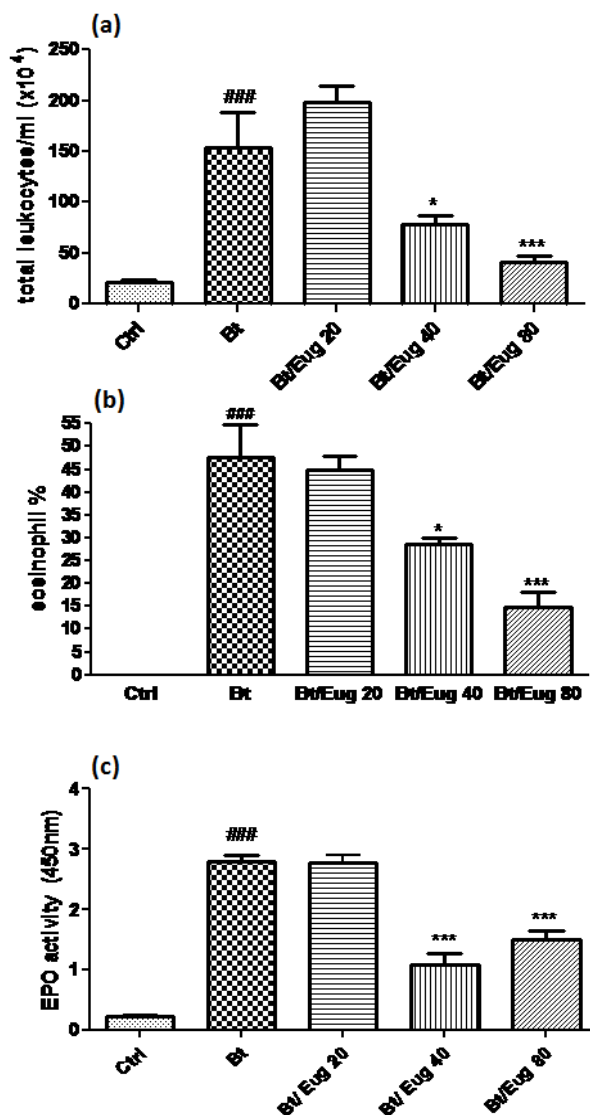 (a)
total leukocytes/ml (x10⁴)
250
200
150
100
50
0
###
*
***
Ctrl
Bt
Bt/Eug 20
Bt/Eug 40
Bt/Eug 80
(b)
eosinophil %
55
50
45
40
35
30
25
20
15
10
5
0
###
*
***
Ctrl Bt Bt/Eug 20 Bt/Eug 40 Bt/Eug 80
(c)
EPO activity (450nm)
4
3
2
1
0
###
***
***
Ctrl
Bt
Bt/ Eug 20
Bt/ Eug 40
Bt/ Eug 80